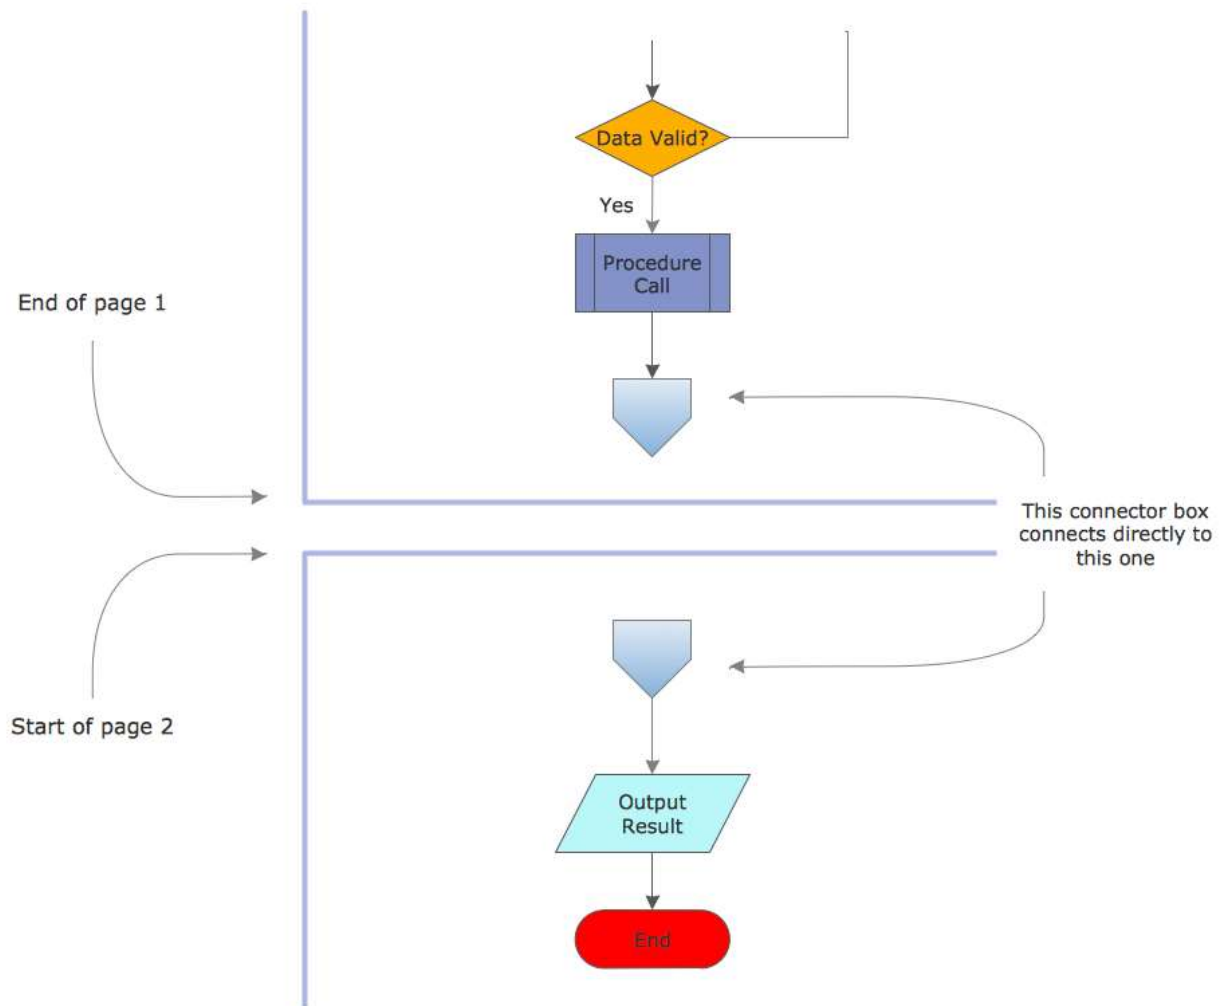 Data Valid?
Yes
Procedure
Call
End of page 1
This connector box
connects directly to
this one
Start of page 2
Output
Result
End